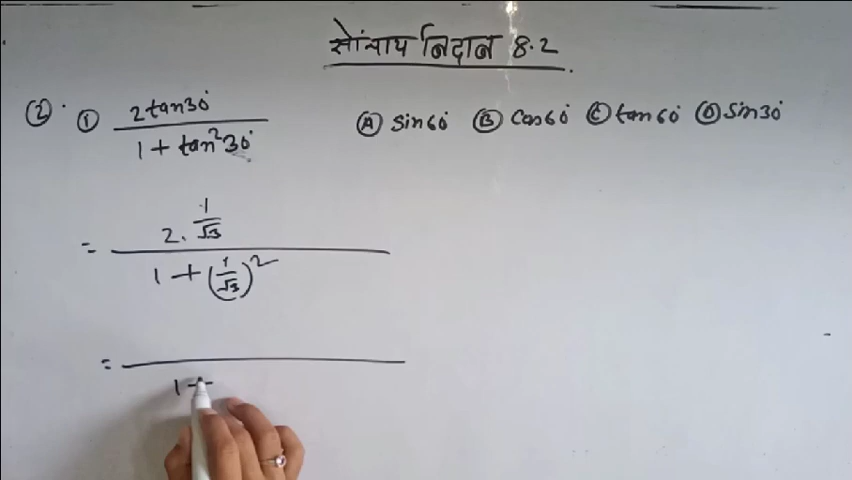 8.2
② . ① 2tan30° / 1 + tan²30° Ⓐ sin60° Ⓑ Cos60° Ⓒ tan60° Ⓓ Sin30°
= 2. 1/√3 / 1 + (1/√3)²
= / 1 +